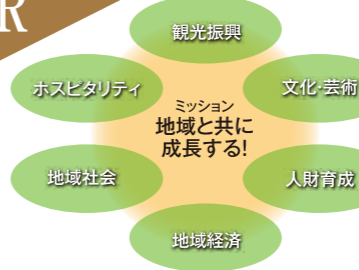 R
観光振興
ホスピタリティ
文化・芸術
ミッション
地域と共に
成長する!
地域社会
人財育成
地域経済